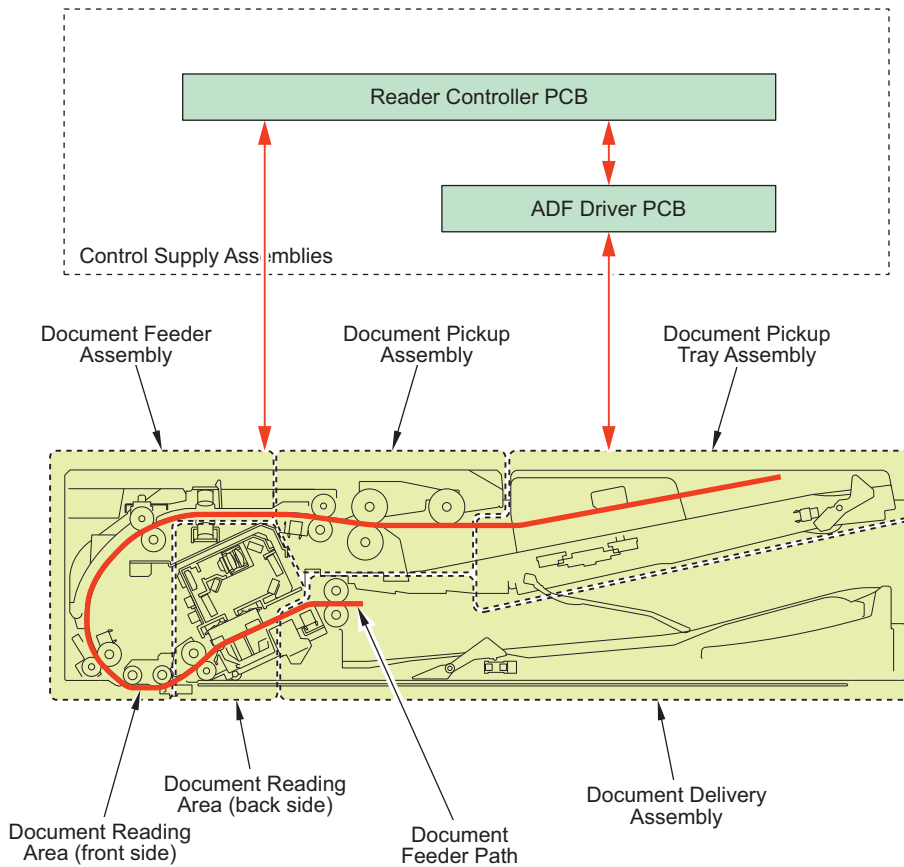 Reader Controller PCB
ADF Driver PCB
Control Supply Assemblies
Document Feeder
Assembly
Document Pickup
Assembly
Document Pickup
Tray Assembly
Document Reading
Area (front side)
Document Reading
Area (back side)
Document
Feeder Path
Document Delivery
Assembly